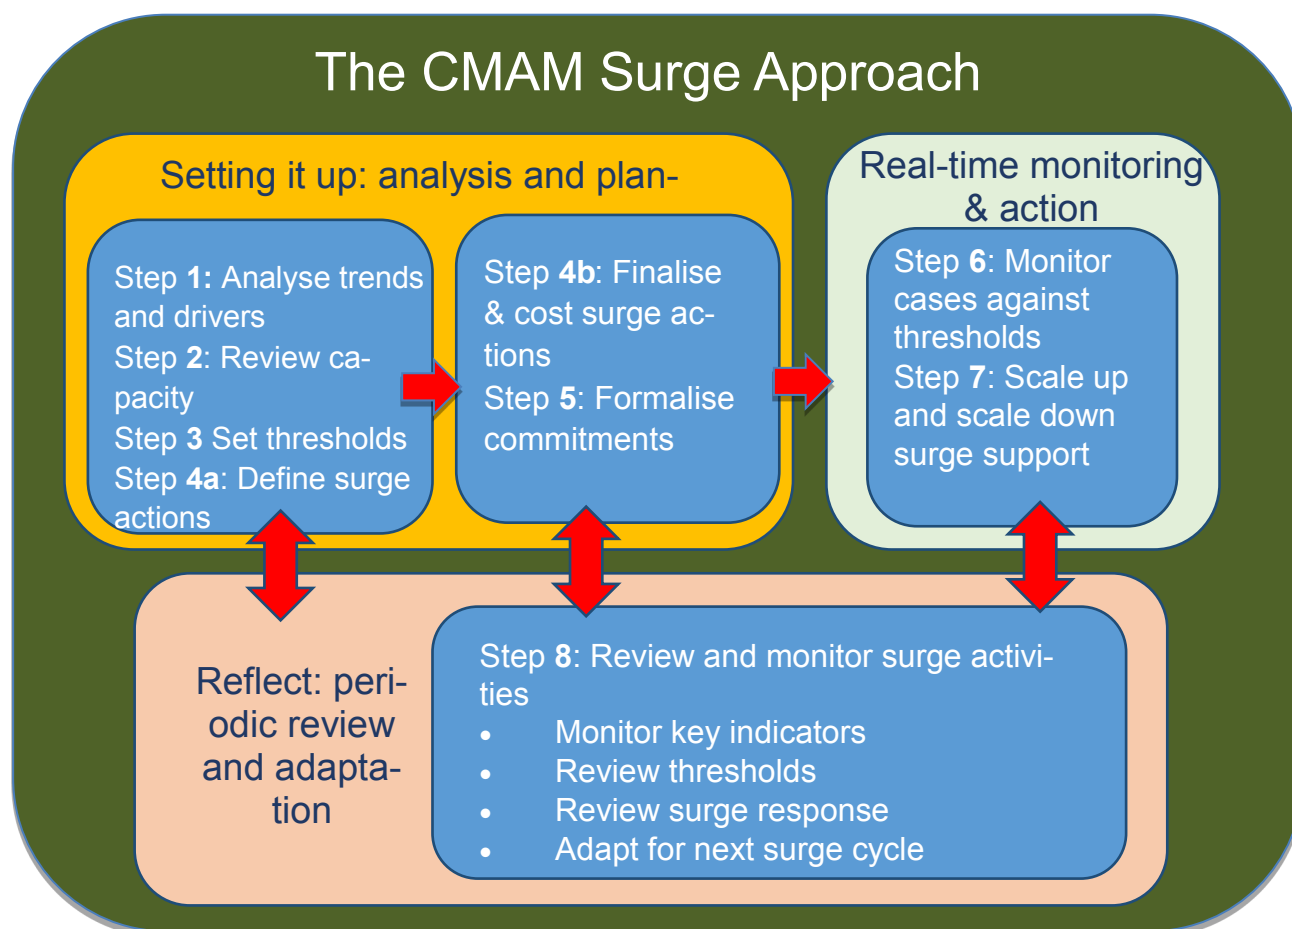 The CMAM Surge Approach
Setting it up: analysis and plan-
Step 1: Analyse trends
and drivers
Step 2: Review ca-
pacity
Step 3 Set thresholds
Step 4a: Define surge
actions
Step 4b: Finalise
& cost surge ac-
tions
Step 5: Formalise
commitments
Real-time monitoring
& action
Step 6: Monitor
cases against
thresholds
Step 7: Scale up
and scale down
surge support
Reflect: peri-
odic review
and adapta-
tion
Step 8: Review and monitor surge activi-
ties
• Monitor key indicators
• Review thresholds
• Review surge response
• Adapt for next surge cycle